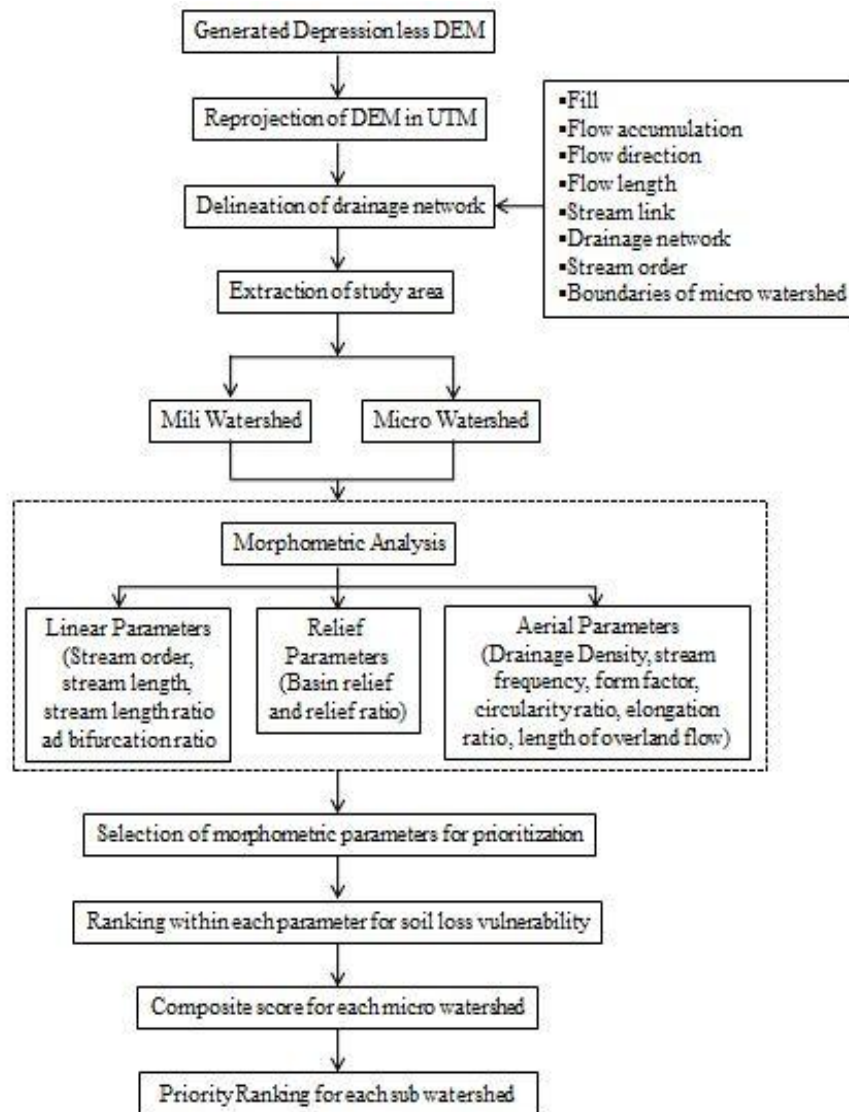 Generated Depression less DEM
Reprojection of DEM in UTM
Delineation of drainage network
▪Fill
▪Flow accumulation
▪Flow direction
▪Flow length
▪Stream link
▪Drainage network
▪Stream order
▪Boundaries of micro watershed
Extraction of study area
Mili Watershed
Micro Watershed
Morphometric Analysis
Linear Parameters
(Stream order,
stream length,
stream length ratio
ad bifurcation ratio
Relief
Parameters
(Basin relief
and relief ratio)
Aerial Parameters
(Drainage Density, stream
frequency, form factor,
circularity ratio, elongation
ratio, length of overland flow)
Selection of morphometric parameters for prioritization
Ranking within each parameter for soil loss vulnerability
Composite score for each micro watershed
Priority Ranking for each sub watershed